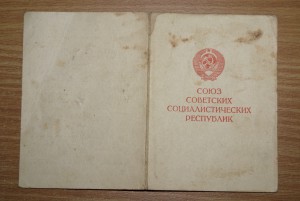 СОЮЗ
СОВЕТСКИХ
СОЦИАЛИСТИЧЕСКИХ
РЕСПУБЛИК